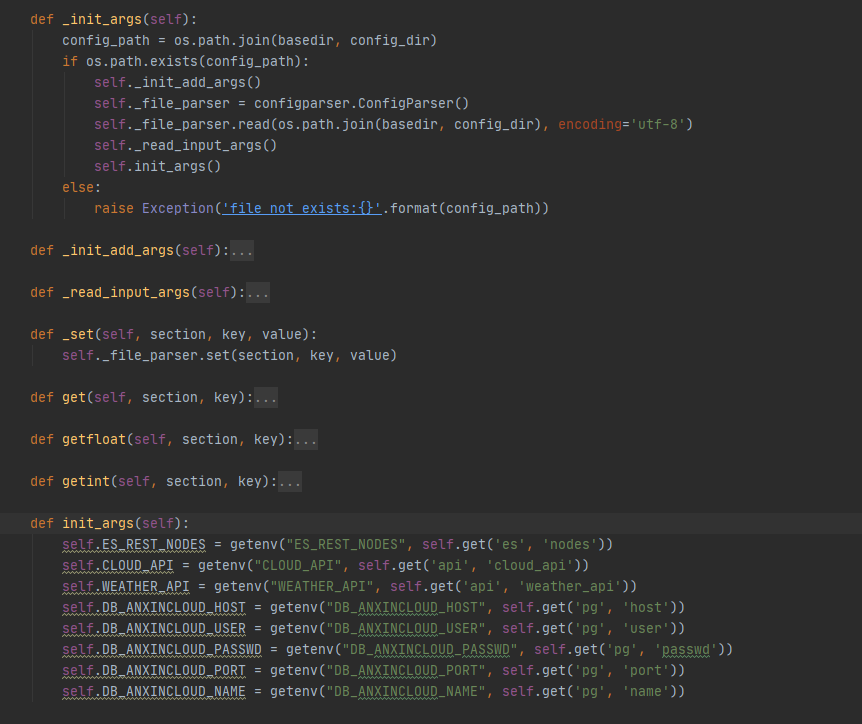 def _init_args(self):
    config_path = os.path.join(basedir, config_dir)
    if os.path.exists(config_path):
        self._init_add_args()
        self._file_parser = configparser.ConfigParser()
        self._file_parser.read(os.path.join(basedir, config_dir), encoding='utf-8')
        self._read_input_args()
        self.init_args()
    else:
        raise Exception('file not exists:{}'.format(config_path))
def _init_add_args(self):...
def _read_input_args(self):...
def _set(self, section, key, value):
    self._file_parser.set(section, key, value)
def get(self, section, key):...
def getfloat(self, section, key):...
def getint(self, section, key):...
def init_args(self):
    self.ES_REST_NODES = getenv("ES_REST_NODES", self.get('es', 'nodes'))
    self.CLOUD_API = getenv("CLOUD_API", self.get('api', 'cloud_api'))
    self.WEATHER_API = getenv("WEATHER_API", self.get('api', 'weather_api'))
    self.DB_ANXINCLOUD_HOST = getenv("DB_ANXINCLOUD_HOST", self.get('pg', 'host'))
    self.DB_ANXINCLOUD_USER = getenv("DB_ANXINCLOUD_USER", self.get('pg', 'user'))
    self.DB_ANXINCLOUD_PASSWD = getenv("DB_ANXINCLOUD_PASSWD", self.get('pg', 'passwd'))
    self.DB_ANXINCLOUD_PORT = getenv("DB_ANXINCLOUD_PORT", self.get('pg', 'port'))
    self.DB_ANXINCLOUD_NAME = getenv("DB_ANXINCLOUD_NAME", self.get('pg', 'name'))